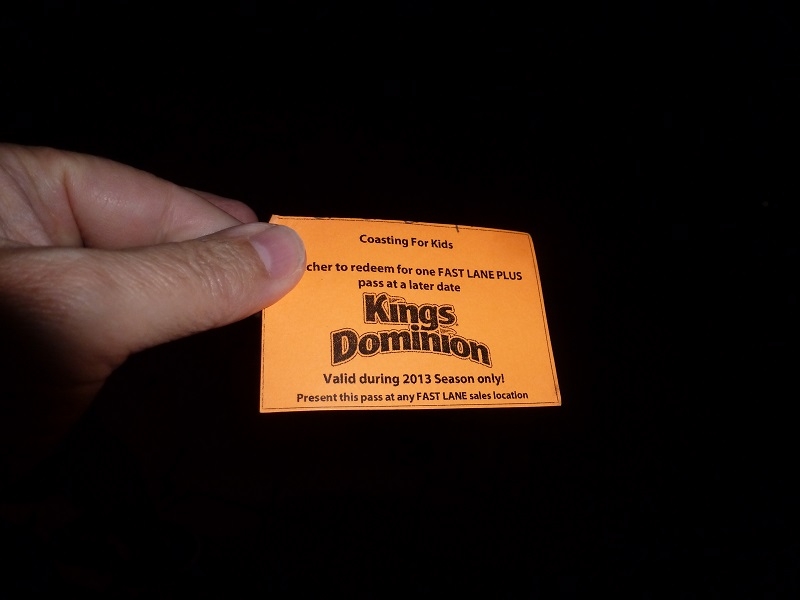 Coasting For Kids
cher to redeem for one FAST LANE PLUS
pass at a later date
Kings
Dominion
Valid during 2013 Season only!
Present this pass at any FAST LANE sales location